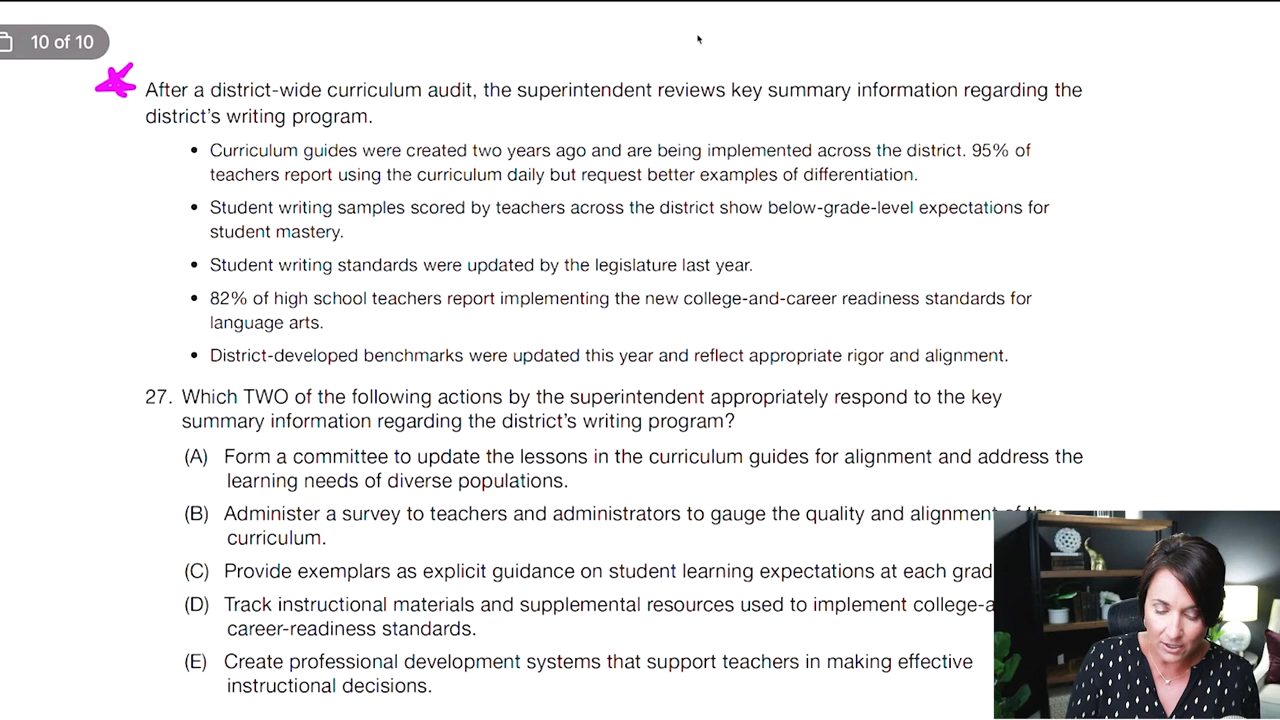 10 of 10
After a district-wide curriculum audit, the superintendent reviews key summary information regarding the
district's writing program.
• Curriculum guides were created two years ago and are being implemented across the district. 95% of
teachers report using the curriculum daily but request better examples of differentiation.
• Student writing samples scored by teachers across the district show below-grade-level expectations for
student mastery.
• Student writing standards were updated by the legislature last year.
• 82% of high school teachers report implementing the new college-and-career readiness standards for
language arts.
• District-developed benchmarks were updated this year and reflect appropriate rigor and alignment.
27. Which TWO of the following actions by the superintendent appropriately respond to the key
summary information regarding the district's writing program?
(A) Form a committee to update the lessons in the curriculum guides for alignment and address the
learning needs of diverse populations.
(B) Administer a survey to teachers and administrators to gauge the quality and alignment
curriculum.
(C) Provide exemplars as explicit guidance on student learning expectations at each
(D) Track instructional materials and supplemental resources used to implement
career-readiness standards.
(E) Create professional development systems that support teachers in making effective
instructional decisions.